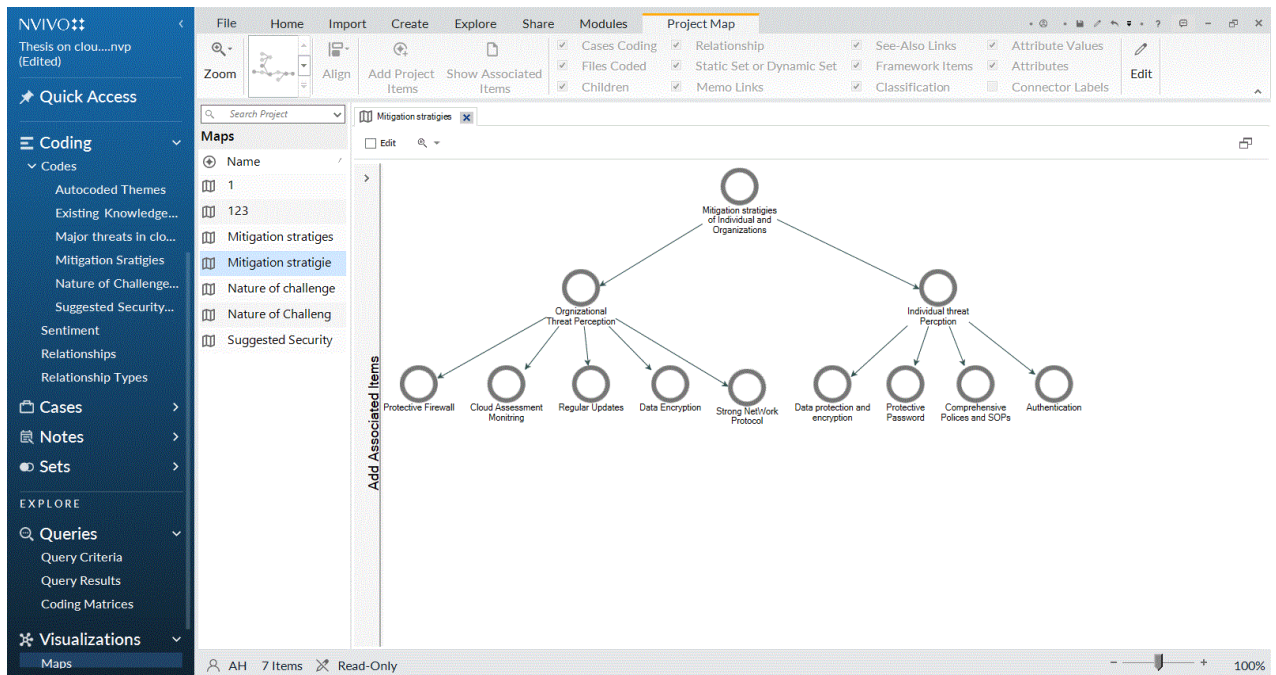 NVIVO
Thesis on clou....nvp
(Edited)
Quick Access
Coding
Codes
Autocoded Themes
Existing Knowledge...
Major threats in clo...
Mitigation Sratigies
Nature of Challenge...
Suggested Security...
Sentiment
Relationships
Relationship Types
Cases
Notes
Sets
EXPLORE
Queries
Query Criteria
Query Results
Coding Matrices
Visualizations
Maps
File Home Import Create Explore Share Modules Project Map
Zoom
Align
Add Project
Items
Show Associated
Items
Cases Coding
Files Coded
Children
Relationship
Static Set or Dynamic Set
Memo Links
See-Also Links
Framework Items
Classification
Attribute Values
Attributes
Connector Labels
Edit
Search Project
Maps
Name
1
123
Mitigation stratiges
Mitigation stratigie
Nature of challenge
Nature of Challeng
Suggested Security
Mitigation stratigies
Edit
Add Associated Items
Mitigation stratigies
of Individual and
Organizations
Orgnizational
Threat Perception
Individual threat
Perception
Protective Firewall
Cloud Assessment
Monitring
Regular Updates
Data Encryption
Strong NetWork
Protocol
Data protection and
encryption
Protective
Password
Comprehensive
Polices and SOPs
Authentication
AH 7 Items Read-Only
100%